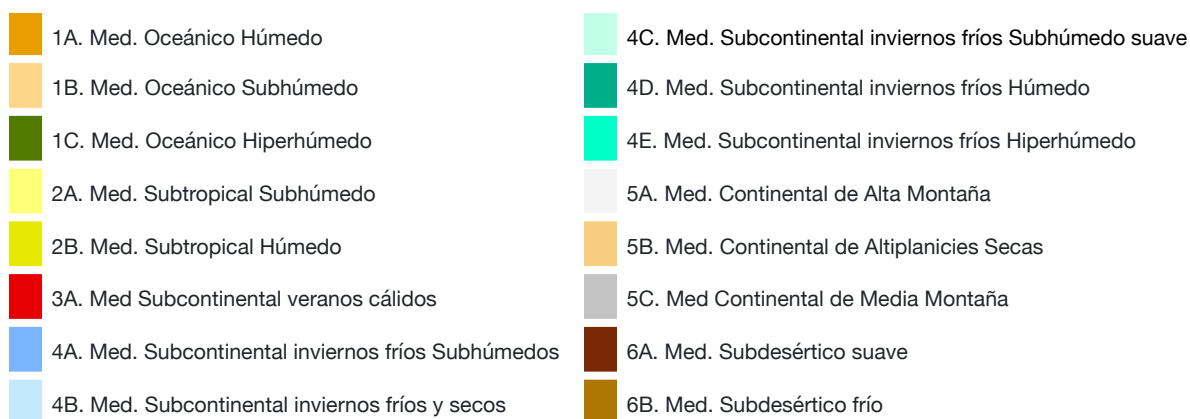 1A. Med. Oceánico Húmedo
1B. Med. Oceánico Subhúmedo
1C. Med. Oceánico Hiperhúmedo
2A. Med. Subtropical Subhúmedo
2B. Med. Subtropical Húmedo
3A. Med Subcontinental veranos cálidos
4A. Med. Subcontinental inviernos fríos Subhúmedos
4B. Med. Subcontinental inviernos fríos y secos
4C. Med. Subcontinental inviernos fríos Subhúmedo suave
4D. Med. Subcontinental inviernos fríos Húmedo
4E. Med. Subcontinental inviernos fríos Hiperhúmedo
5A. Med. Continental de Alta Montaña
5B. Med. Continental de Altiplanicies Secas
5C. Med Continental de Media Montaña
6A. Med. Subdesértico suave
6B. Med. Subdesértico frío